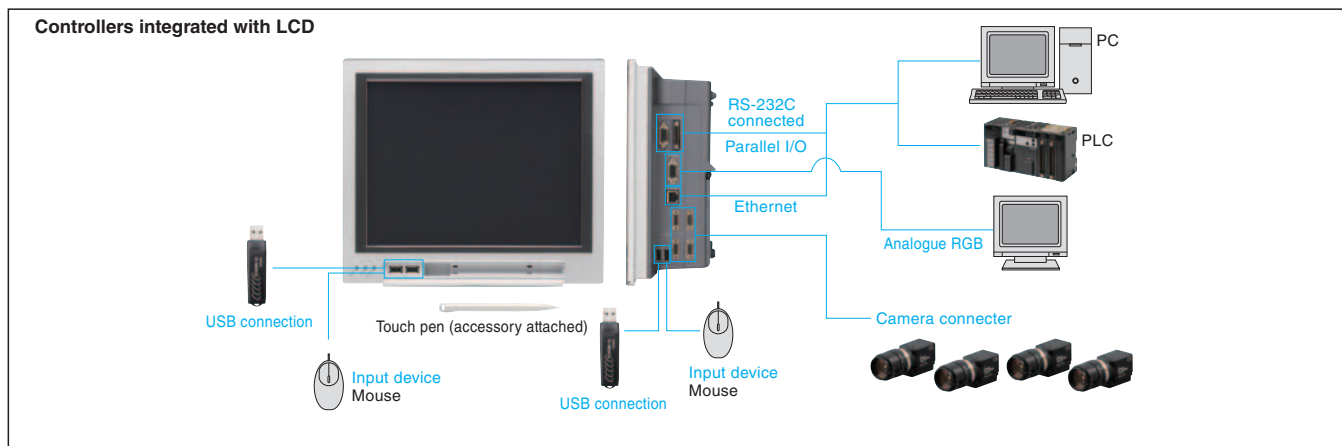 Controllers integrated with LCD
PC
RS-232C
connected
Parallel I/O
PLC
Ethernet
Analogue RGB
USB connection
Touch pen (accessory attached)
Camera connecter
Input device
Mouse
Input device
Mouse
USB connection